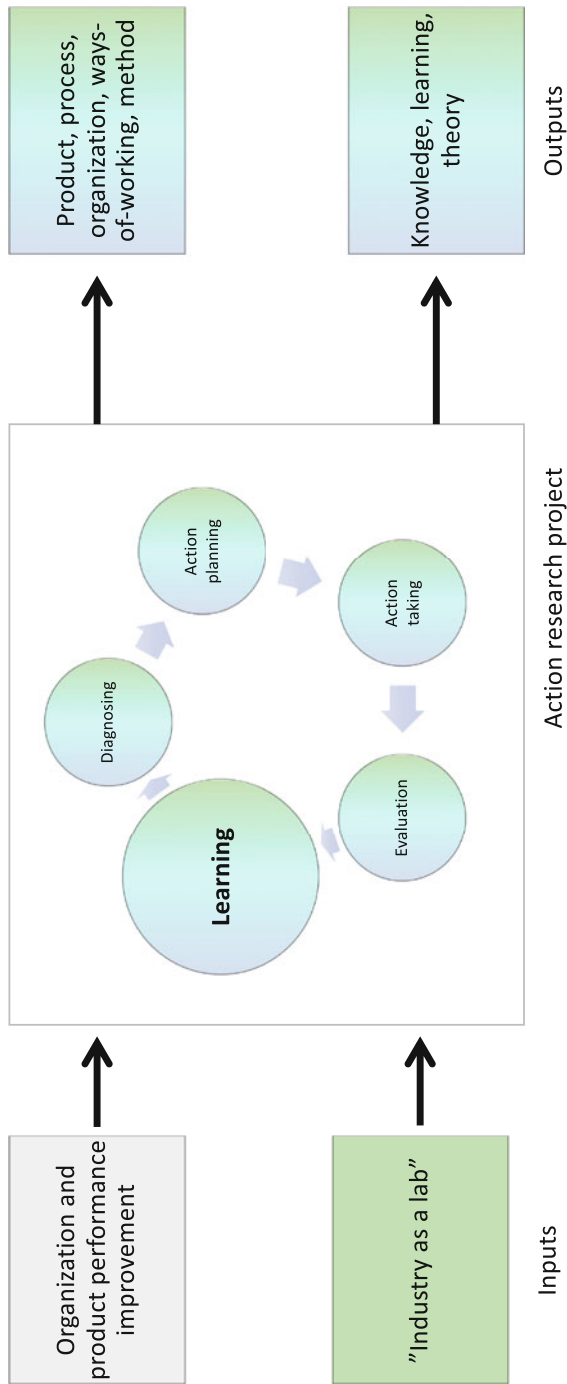 Organization and
product performance
improvement
”Industry as a lab”
Inputs
Diagnosing
Action
planning
Action
taking
Evaluation
Learning
Action research project
Product, process,
organization, ways-
of-working, method
Knowledge, learning,
theory
Outputs